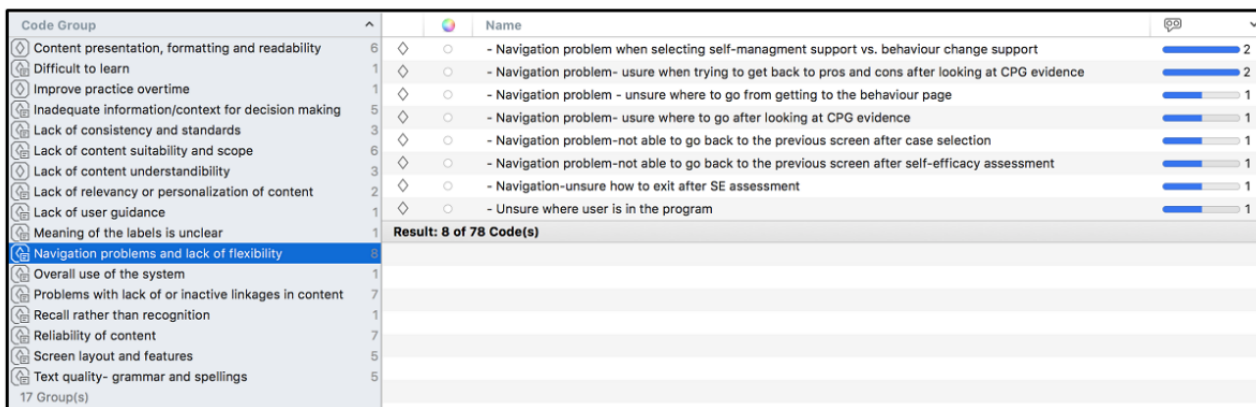 Code Group
Content presentation, formatting and readability 6
Difficult to learn 1
Improve practice overtime 1
Inadequate information/context for decision making 5
Lack of consistency and standards 3
Lack of content suitability and scope 6
Lack of content understandibility 3
Lack of relevancy or personalization of content 2
Lack of user guidance 1
Meaning of the labels is unclear 1
Navigation problems and lack of flexibility 8
Overall use of the system 1
Problems with lack of or inactive linkages in content 7
Recall rather than recognition 1
Reliability of content 7
Screen layout and features 5
Text quality- grammar and spellings 5
17 Group(s)
Name
- Navigation problem when selecting self-managment support vs. behaviour change support 2
- Navigation problem- usure when trying to get back to pros and cons after looking at CPG evidence 2
- Navigation problem - unsure where to go from getting to the behaviour page 1
- Navigation problem- usure where to go after looking at CPG evidence 1
- Navigation problem-not able to go back to the previous screen after case selection 1
- Navigation problem-not able to go back to the previous screen after self-efficacy assessment 1
- Navigation-unsure how to exit after SE assessment 1
- Unsure where user is in the program 1
Result: 8 of 78 Code(s)